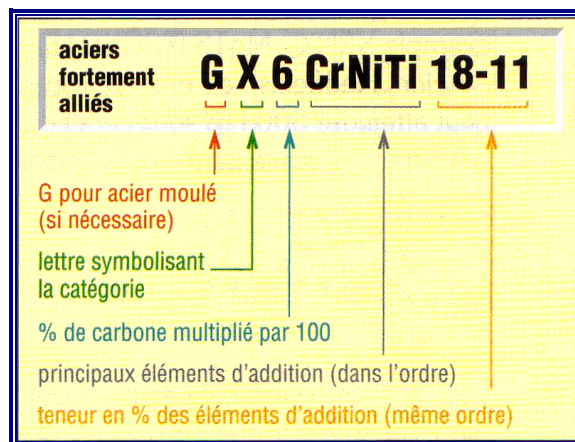 aciers
fortement
alliés
G X 6 CrNiTi 18-11
G pour acier moulé
(si nécessaire)
lettre symbolisant
la catégorie
% de carbone multiplié par 100
principaux éléments d'addition (dans l'ordre)
teneur en % des éléments d'addition (même ordre)